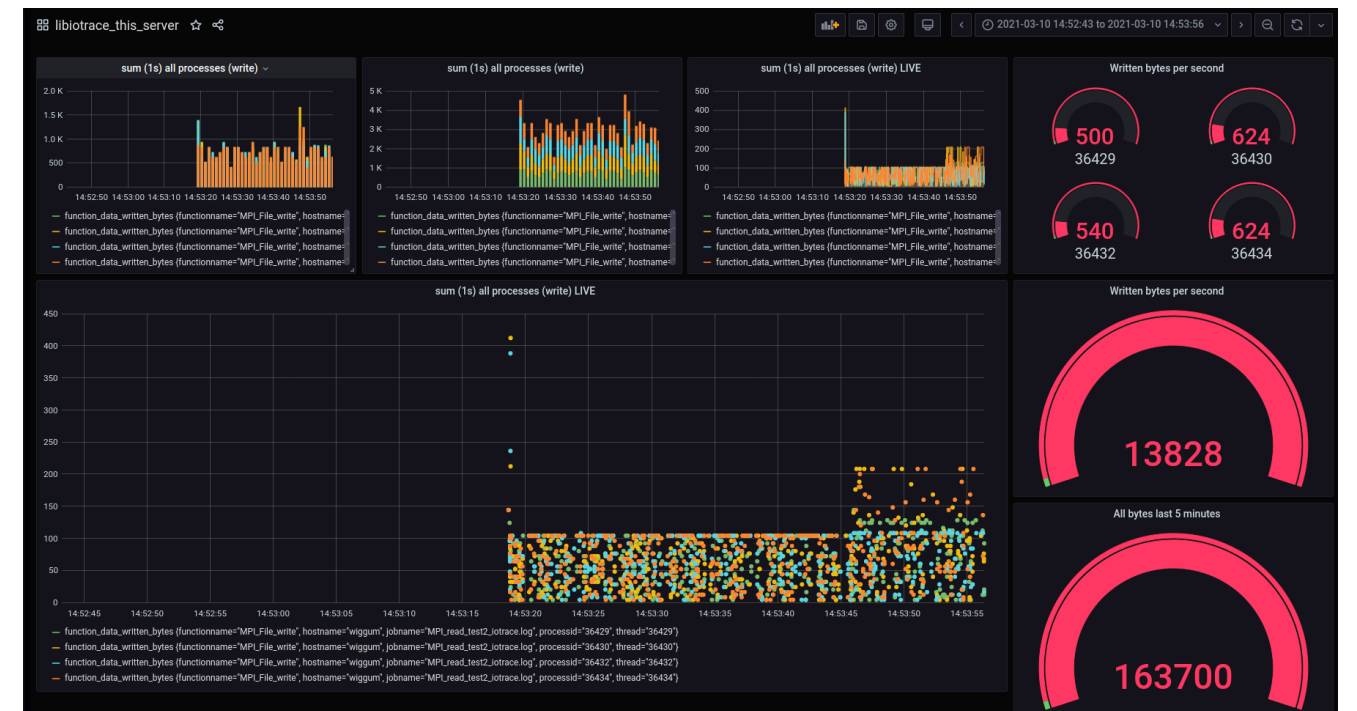 libiotrace_this_server
2021-03-10 14:52:43 to 2021-03-10 14:53:56
sum (1s) all processes (write)
2.0 K
1.5 K
1.0 K
500
0
14:52:50 14:53:00 14:53:10 14:53:20 14:53:30 14:53:40 14:53:50
function_data_written_bytes {functionname="MPI_File_write", hostname=
function_data_written_bytes {functionname="MPI_File_write", hostname=
function_data_written_bytes {functionname="MPI_File_write", hostname=
function_data_written_bytes {functionname="MPI_File_write", hostname=
sum (1s) all processes (write)
5 K
4 K
3 K
2 K
1 K
0
14:52:50 14:53:00 14:53:10 14:53:20 14:53:30 14:53:40 14:53:50
function_data_written_bytes {functionname="MPI_File_write", hostname=
function_data_written_bytes {functionname="MPI_File_write", hostname=
function_data_written_bytes {functionname="MPI_File_write", hostname=
function_data_written_bytes {functionname="MPI_File_write", hostname=
sum (1s) all processes (write) LIVE
500
400
300
200
100
0
14:52:50 14:53:00 14:53:10 14:53:20 14:53:30 14:53:40 14:53:50
function_data_written_bytes {functionname="MPI_File_write", hostname=
function_data_written_bytes {functionname="MPI_File_write", hostname=
function_data_written_bytes {functionname="MPI_File_write", hostname=
function_data_written_bytes {functionname="MPI_File_write", hostname=
Written bytes per second
500
36429
624
36430
540
36432
624
36434
sum (1s) all processes (write) LIVE
450
400
350
300
250
200
150
100
50
0
14:52:45 14:52:50 14:52:55 14:53:00 14:53:05 14:53:10 14:53:15 14:53:20 14:53:25 14:53:30 14:53:35 14:53:40 14:53:45 14:53:50 14:53:55
function_data_written_bytes {functionname="MPI_File_write", hostname="wiggum", jobname="MPI_read_test2_iotrace.log", processid="36429", thread="36429"}
function_data_written_bytes {functionname="MPI_File_write", hostname="wiggum", jobname="MPI_read_test2_iotrace.log", processid="36430", thread="36430"}
function_data_written_bytes {functionname="MPI_File_write", hostname="wiggum", jobname="MPI_read_test2_iotrace.log", processid="36432", thread="36432"}
function_data_written_bytes {functionname="MPI_File_write", hostname="wiggum", jobname="MPI_read_test2_iotrace.log", processid="36434", thread="36434"}
Written bytes per second
13828
All bytes last 5 minutes
163700